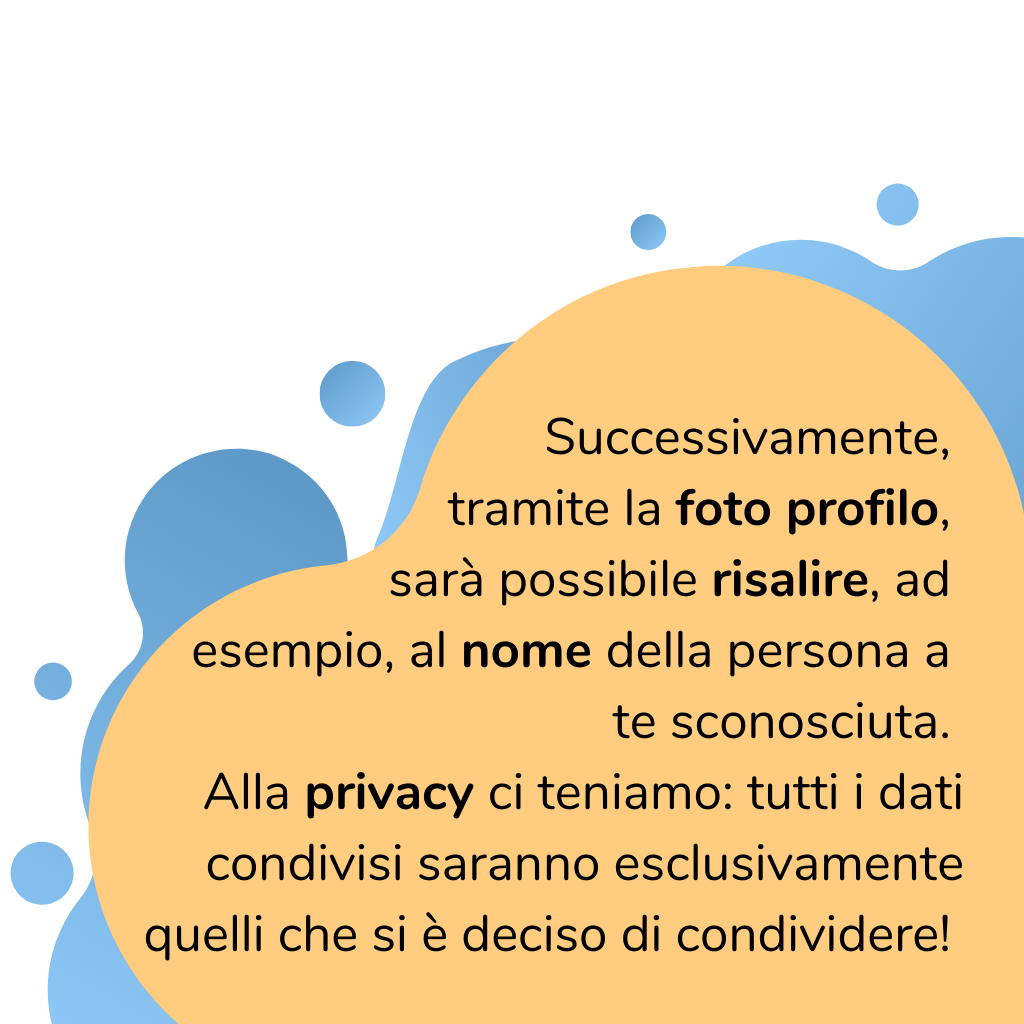 Successivamente,
tramite la foto profilo,
sarà possibile risalire, ad
esempio, al nome della persona a
te sconosciuta.
Alla privacy ci teniamo: tutti i dati
condivisi saranno esclusivamente
quelli che si è deciso di condividere!